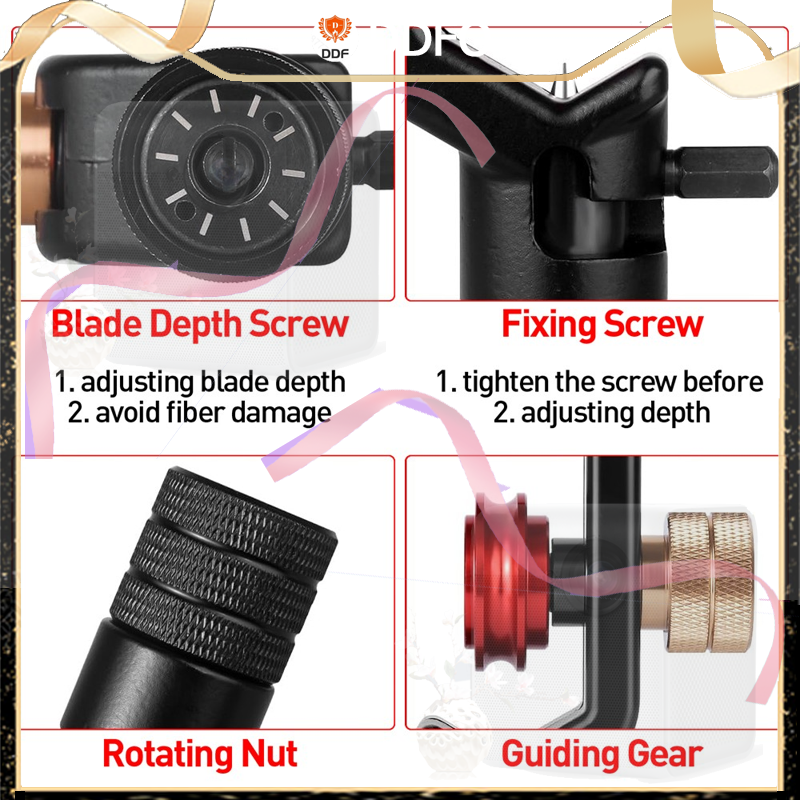 DDF
Blade Depth Screw
Fixing Screw
1. adjusting blade depth
2. avoid fiber damage
1. tighten the screw before
2. adjusting depth
Rotating Nut
Guiding Gear